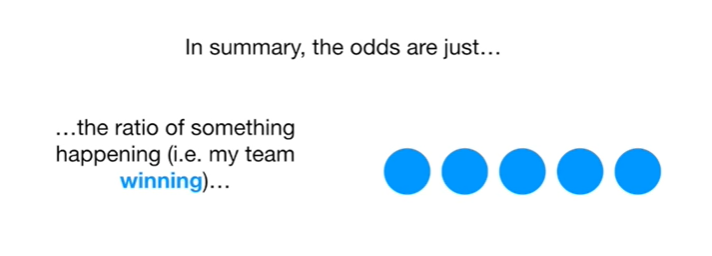 In summary, the odds are just…
…the ratio of something
happening (i.e. my team
winning)…